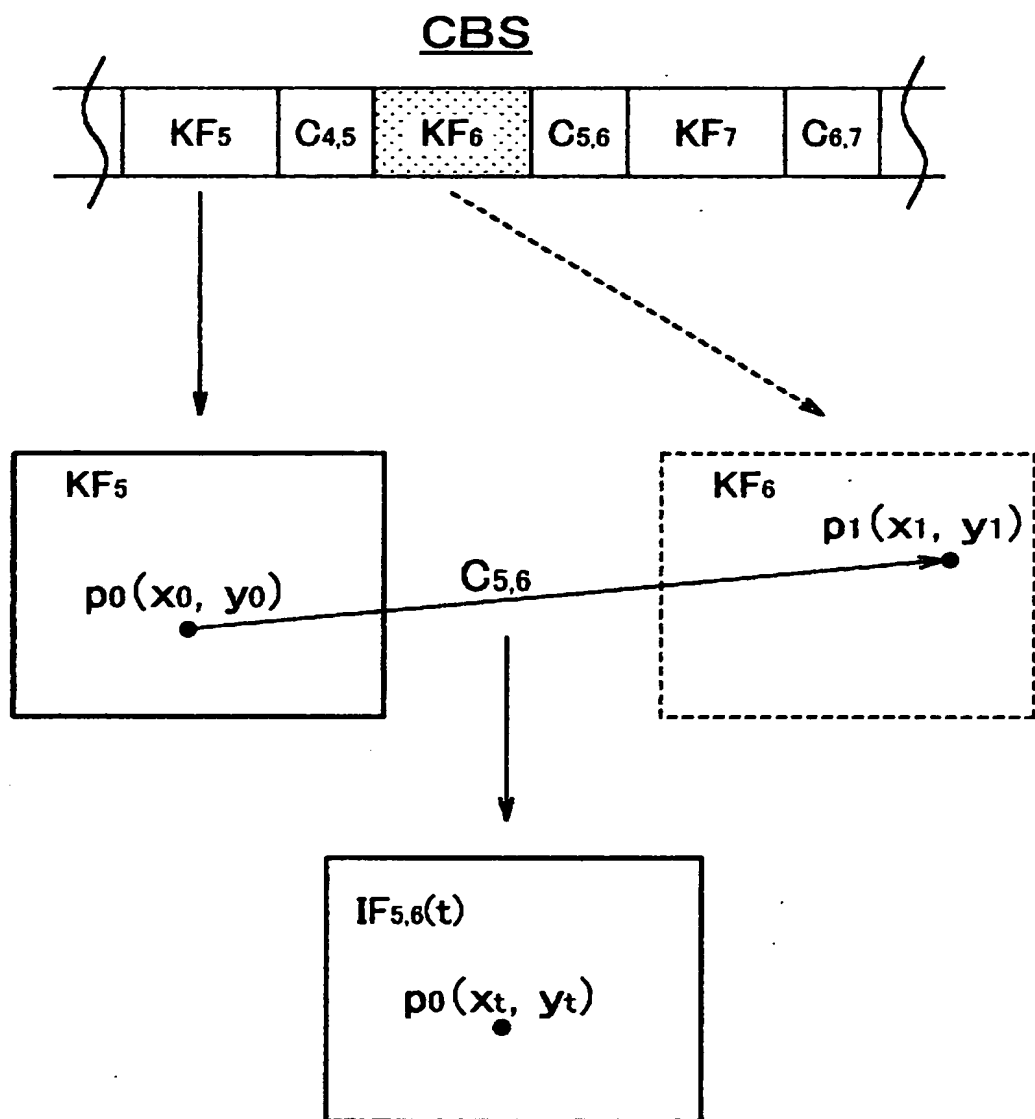 CBS
KF5 C4,5 KF6 C5,6 KF7 C6,7
KF5
KF6
p1(x1, y1)
C5,6
p0(x0, y0)
IF5,6(t)
p0(xt, yt)